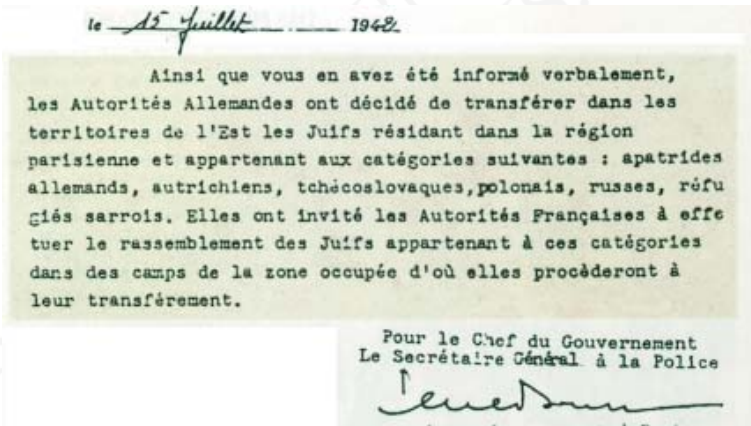 le 15 Juillet 1942
Ainsi que vous en avez été informé verbalement,
les Autorités Allemandes ont décidé de transférer dans les
territoires de l'Est les Juifs résidant dans la région
parisienne et appartenant aux catégories suivantes : apatrides
allemands, autrichiens, tchécoslovaques,polonais, russes, réfu
giés sarrois. Elles ont invité les Autorités Françaises à effe
tuer le rassemblement des Juifs appartenant à ces catégories
dans des camps de la zone occupée d'où elles procèderont à
leur transférement.
Pour le Chef du Gouvernement
Le Secrétaire Général à la Police